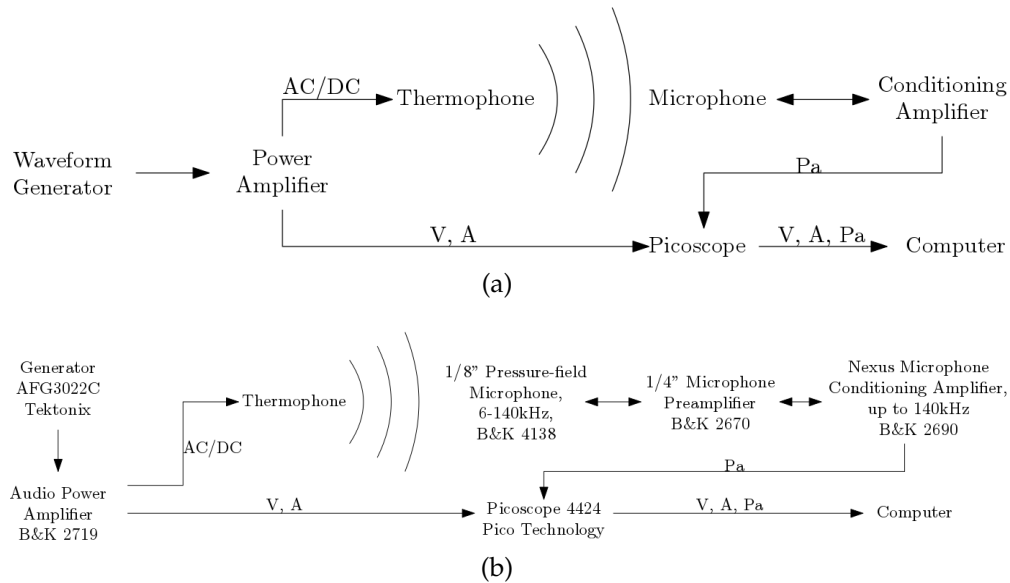 AC/DC
Thermophone
Microphone
Conditioning
Amplifier
Waveform
Generator
Power
Amplifier
Pa
V, A
Picoscope
V, A, Pa
Computer
(a)
Generator
AFG3022C
Tektonix
Thermophone
AC/DC
1/8" Pressure-field
Microphone,
6-140kHz,
B&K 4138
1/4" Microphone
Preamplifier
B&K 2670
Nexus Microphone
Conditioning Amplifier,
up to 140kHz
B&K 2690
Pa
Audio Power
Amplifier
B&K 2719
V, A
Picoscope 4424
Pico Technology
V, A, Pa
Computer
(b)